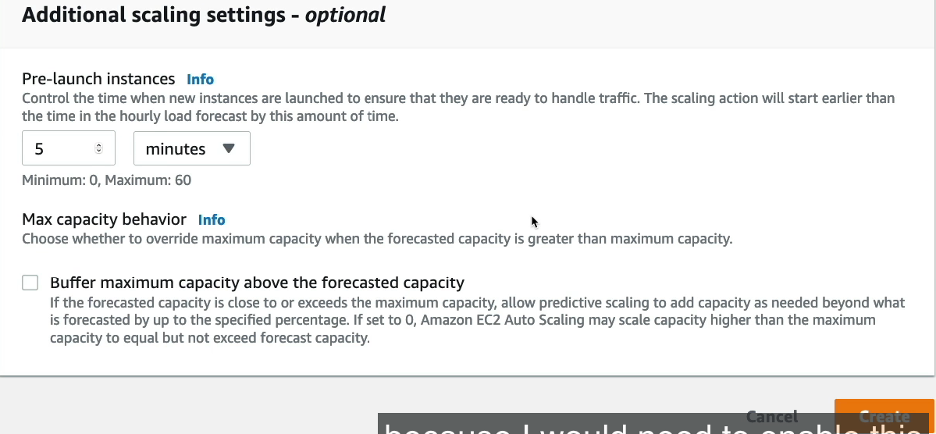 Additional scaling settings - optional
Pre-launch instances Info
Control the time when new instances are launched to ensure that they are ready to handle traffic. The scaling action will start earlier than
the time in the hourly load forecast by this amount of time.
5 minutes
Minimum: 0, Maximum: 60
Max capacity behavior Info
Choose whether to override maximum capacity when the forecasted capacity is greater than maximum capacity.
Buffer maximum capacity above the forecasted capacity
If the forecasted capacity is close to or exceeds the maximum capacity, allow predictive scaling to add capacity as needed beyond what
is forecasted by up to the specified percentage. If set to 0, Amazon EC2 Auto Scaling may scale capacity higher than the maximum
capacity to equal but not exceed forecast capacity.
Cancel Create
because I would need to enable this